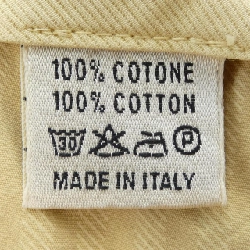 100% COTONE
100% COTTON
30 P
MADE IN ITALY